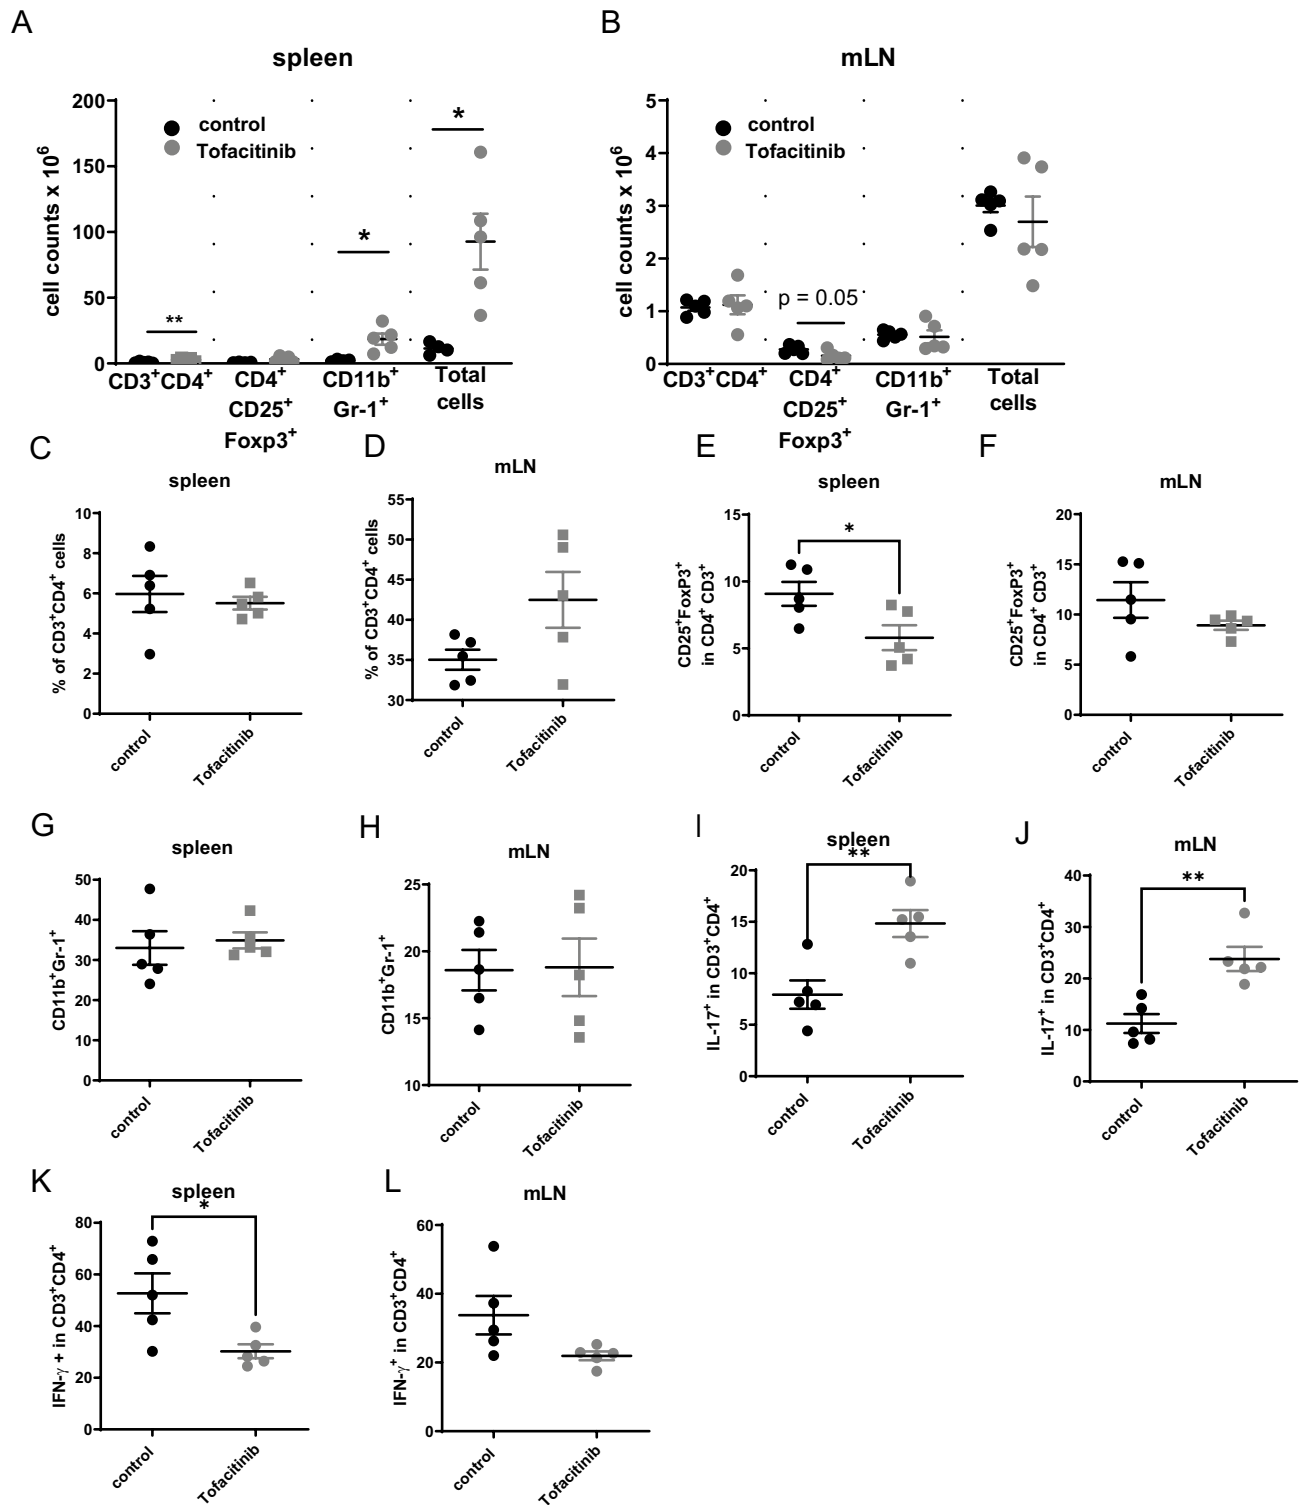 A
B
spleen
mLN
cell counts x 10⁶
200
150
100
50
0
control
Tofacitinib
**
*
*
CD3⁺CD4⁺
CD4⁺
CD25⁺
Foxp3⁺
CD11b⁺
Gr-1⁺
Total
cells
cell counts x 10⁶
5
4
3
2
1
0
control
Tofacitinib
p = 0.05
CD3⁺CD4⁺
CD4⁺
CD25⁺
Foxp3⁺
CD11b⁺
Gr-1⁺
Total
cells
C
spleen
% of CD3⁺CD4⁺ cells
10
8
6
4
2
0
control
Tofacitinib
D
mLN
% of CD3⁺CD4⁺ cells
55
50
45
40
35
30
control
Tofacitinib
E
spleen
CD25⁺FoxP3⁺
in CD4⁺ CD3⁺
15
10
5
0
*
control
Tofacitinib
F
mLN
CD25⁺FoxP3⁺
in CD4⁺ CD3⁺
20
15
10
5
0
control
Tofacitinib
G
spleen
CD11b⁺Gr-1⁺
50
40
30
20
10
0
control
Tofacitinib
H
mLN
CD11b⁺Gr-1⁺
25
20
15
10
control
Tofacitinib
I
spleen
**
IL-17⁺ in CD3⁺CD4⁺
20
15
10
5
0
control
Tofacitinib
J
mLN
**
IL-17⁺ in CD3⁺CD4⁺
40
30
20
10
0
control
Tofacitinib
K
spleen
*
IFN-γ + in CD3⁺CD4⁺
80
60
40
20
0
control
Tofacitinib
L
mLN
IFN-γ⁺ in CD3⁺CD4⁺
60
40
20
0
control
Tofacitinib